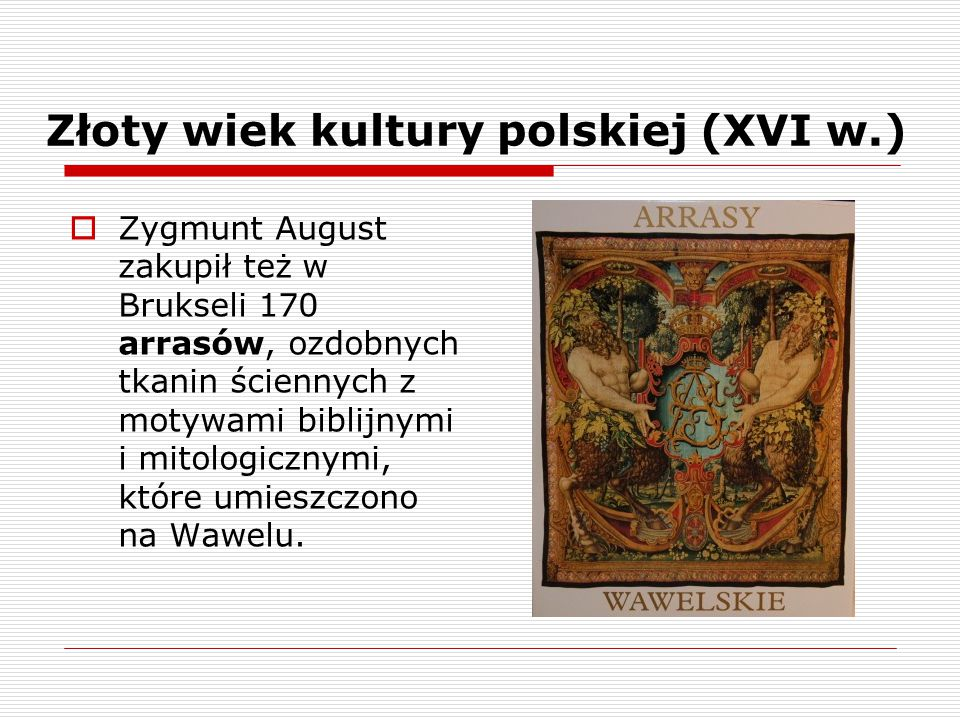 Złoty wiek kultury polskiej (XVI w.)
Zygmunt August
zakupił też w
Brukseli 170
arrasów, ozdobnych
tkanin ściennych z
motywami biblijnymi
i mitologicznymi,
które umieszczono
na Wawelu.
ARRASY
WAWELSKIE